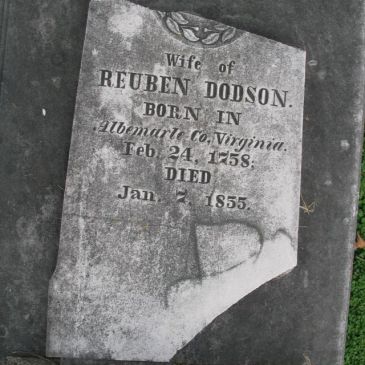 Wife of
REUBEN DODSON.
BORN IN
Albemarle Co. Virginia.
Feb. 24, 1758;
DIED
Jan. 7, 1855.